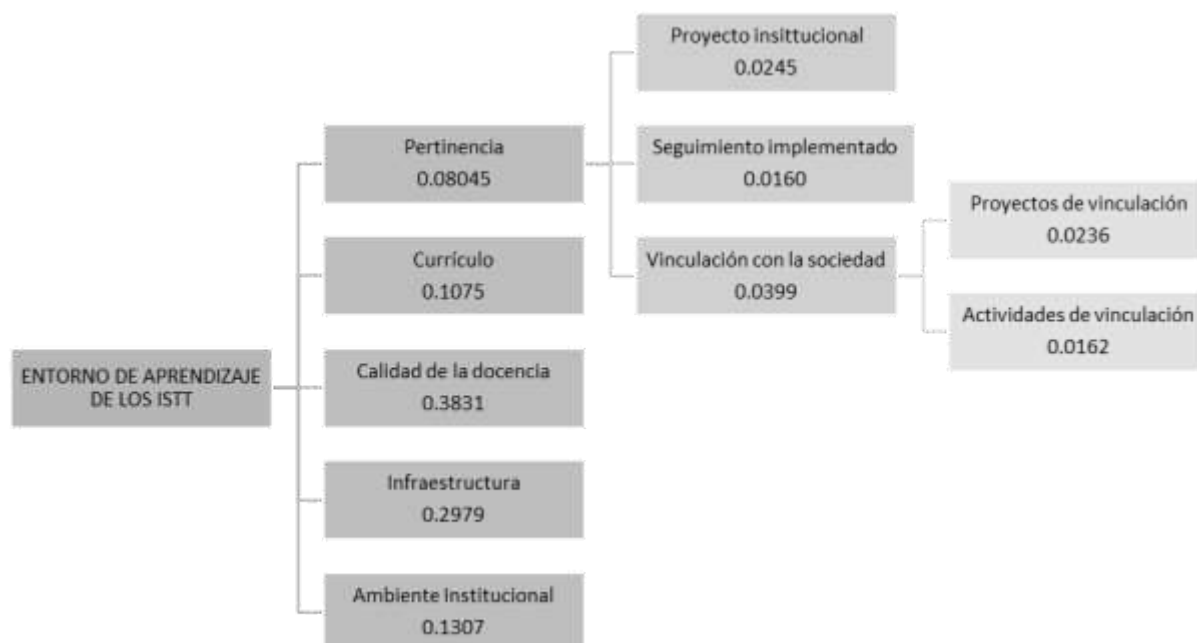 Proyecto insittucional
0.0245
Pertinencia
0.08045
Seguimiento implementado
0.0160
Proyectos de vinculación
0.0236
Currículo
0.1075
Vinculación con la sociedad
0.0399
Actividades de vinculación
0.0162
ENTORNO DE APRENDIZAJE
DE LOS ISTT
Calidad de la docencia
0.3831
Infraestructura
0.2979
Ambiente Institucional
0.1307